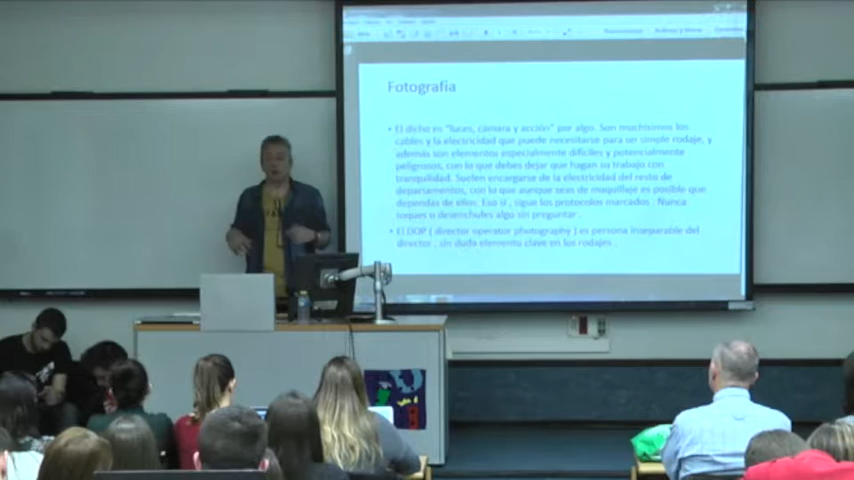 Fotografía
• El dicho es "luces, cámara y acción" por algo. Son muchísimos los
cables y la electricidad que puede necesitarse para un simple rodaje, y
además son elementos especialmente difíciles y potencialmente
peligrosos, con lo que debes dejar que hagan su trabajo con
tranquilidad. Suelen encargarse de la electricidad del resto de
departamentos, con lo que aunque seas de maquillaje es posible que
dependas de ellos. Eso si , sigue los protocolos marcados . Nunca
toques o desenchufes algo sin preguntar .
• El DOP ( director operator photography ) es persona inseparable del
director , sin duda elemento clave en los rodajes .